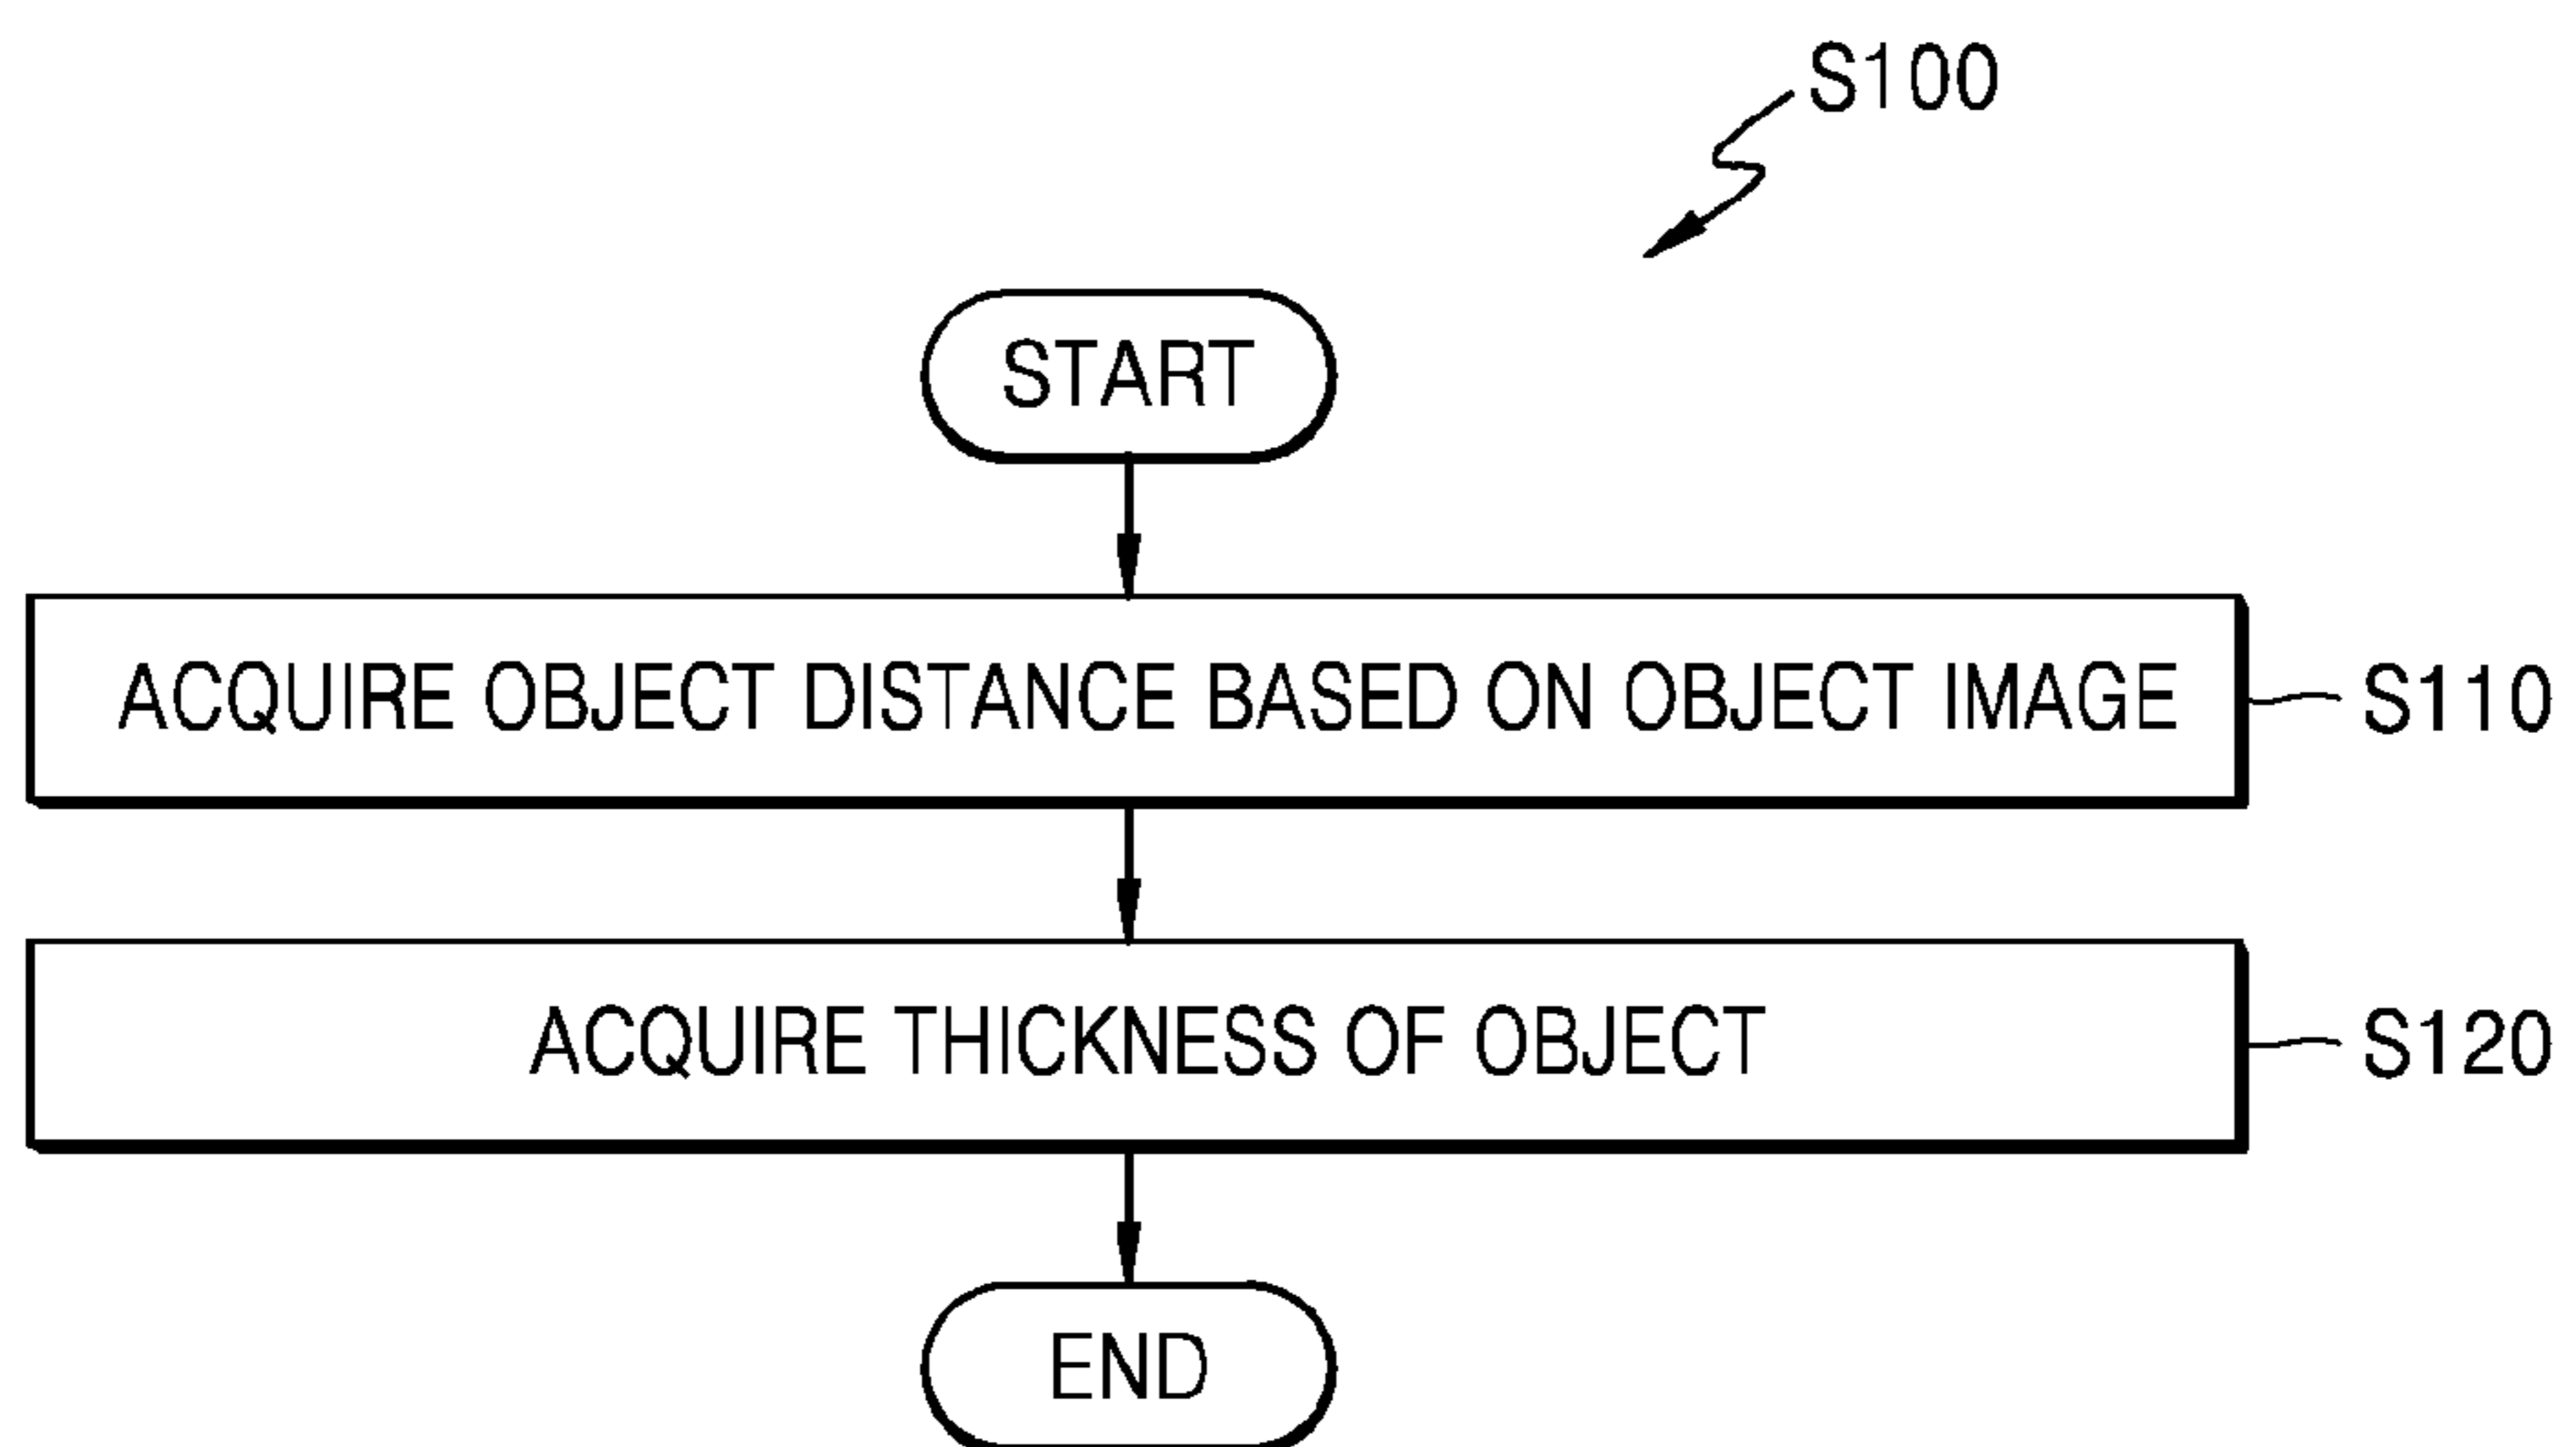 S100
START
ACQUIRE OBJECT DISTANCE BASED ON OBJECT IMAGE
S110
ACQUIRE THICKNESS OF OBJECT
S120
END